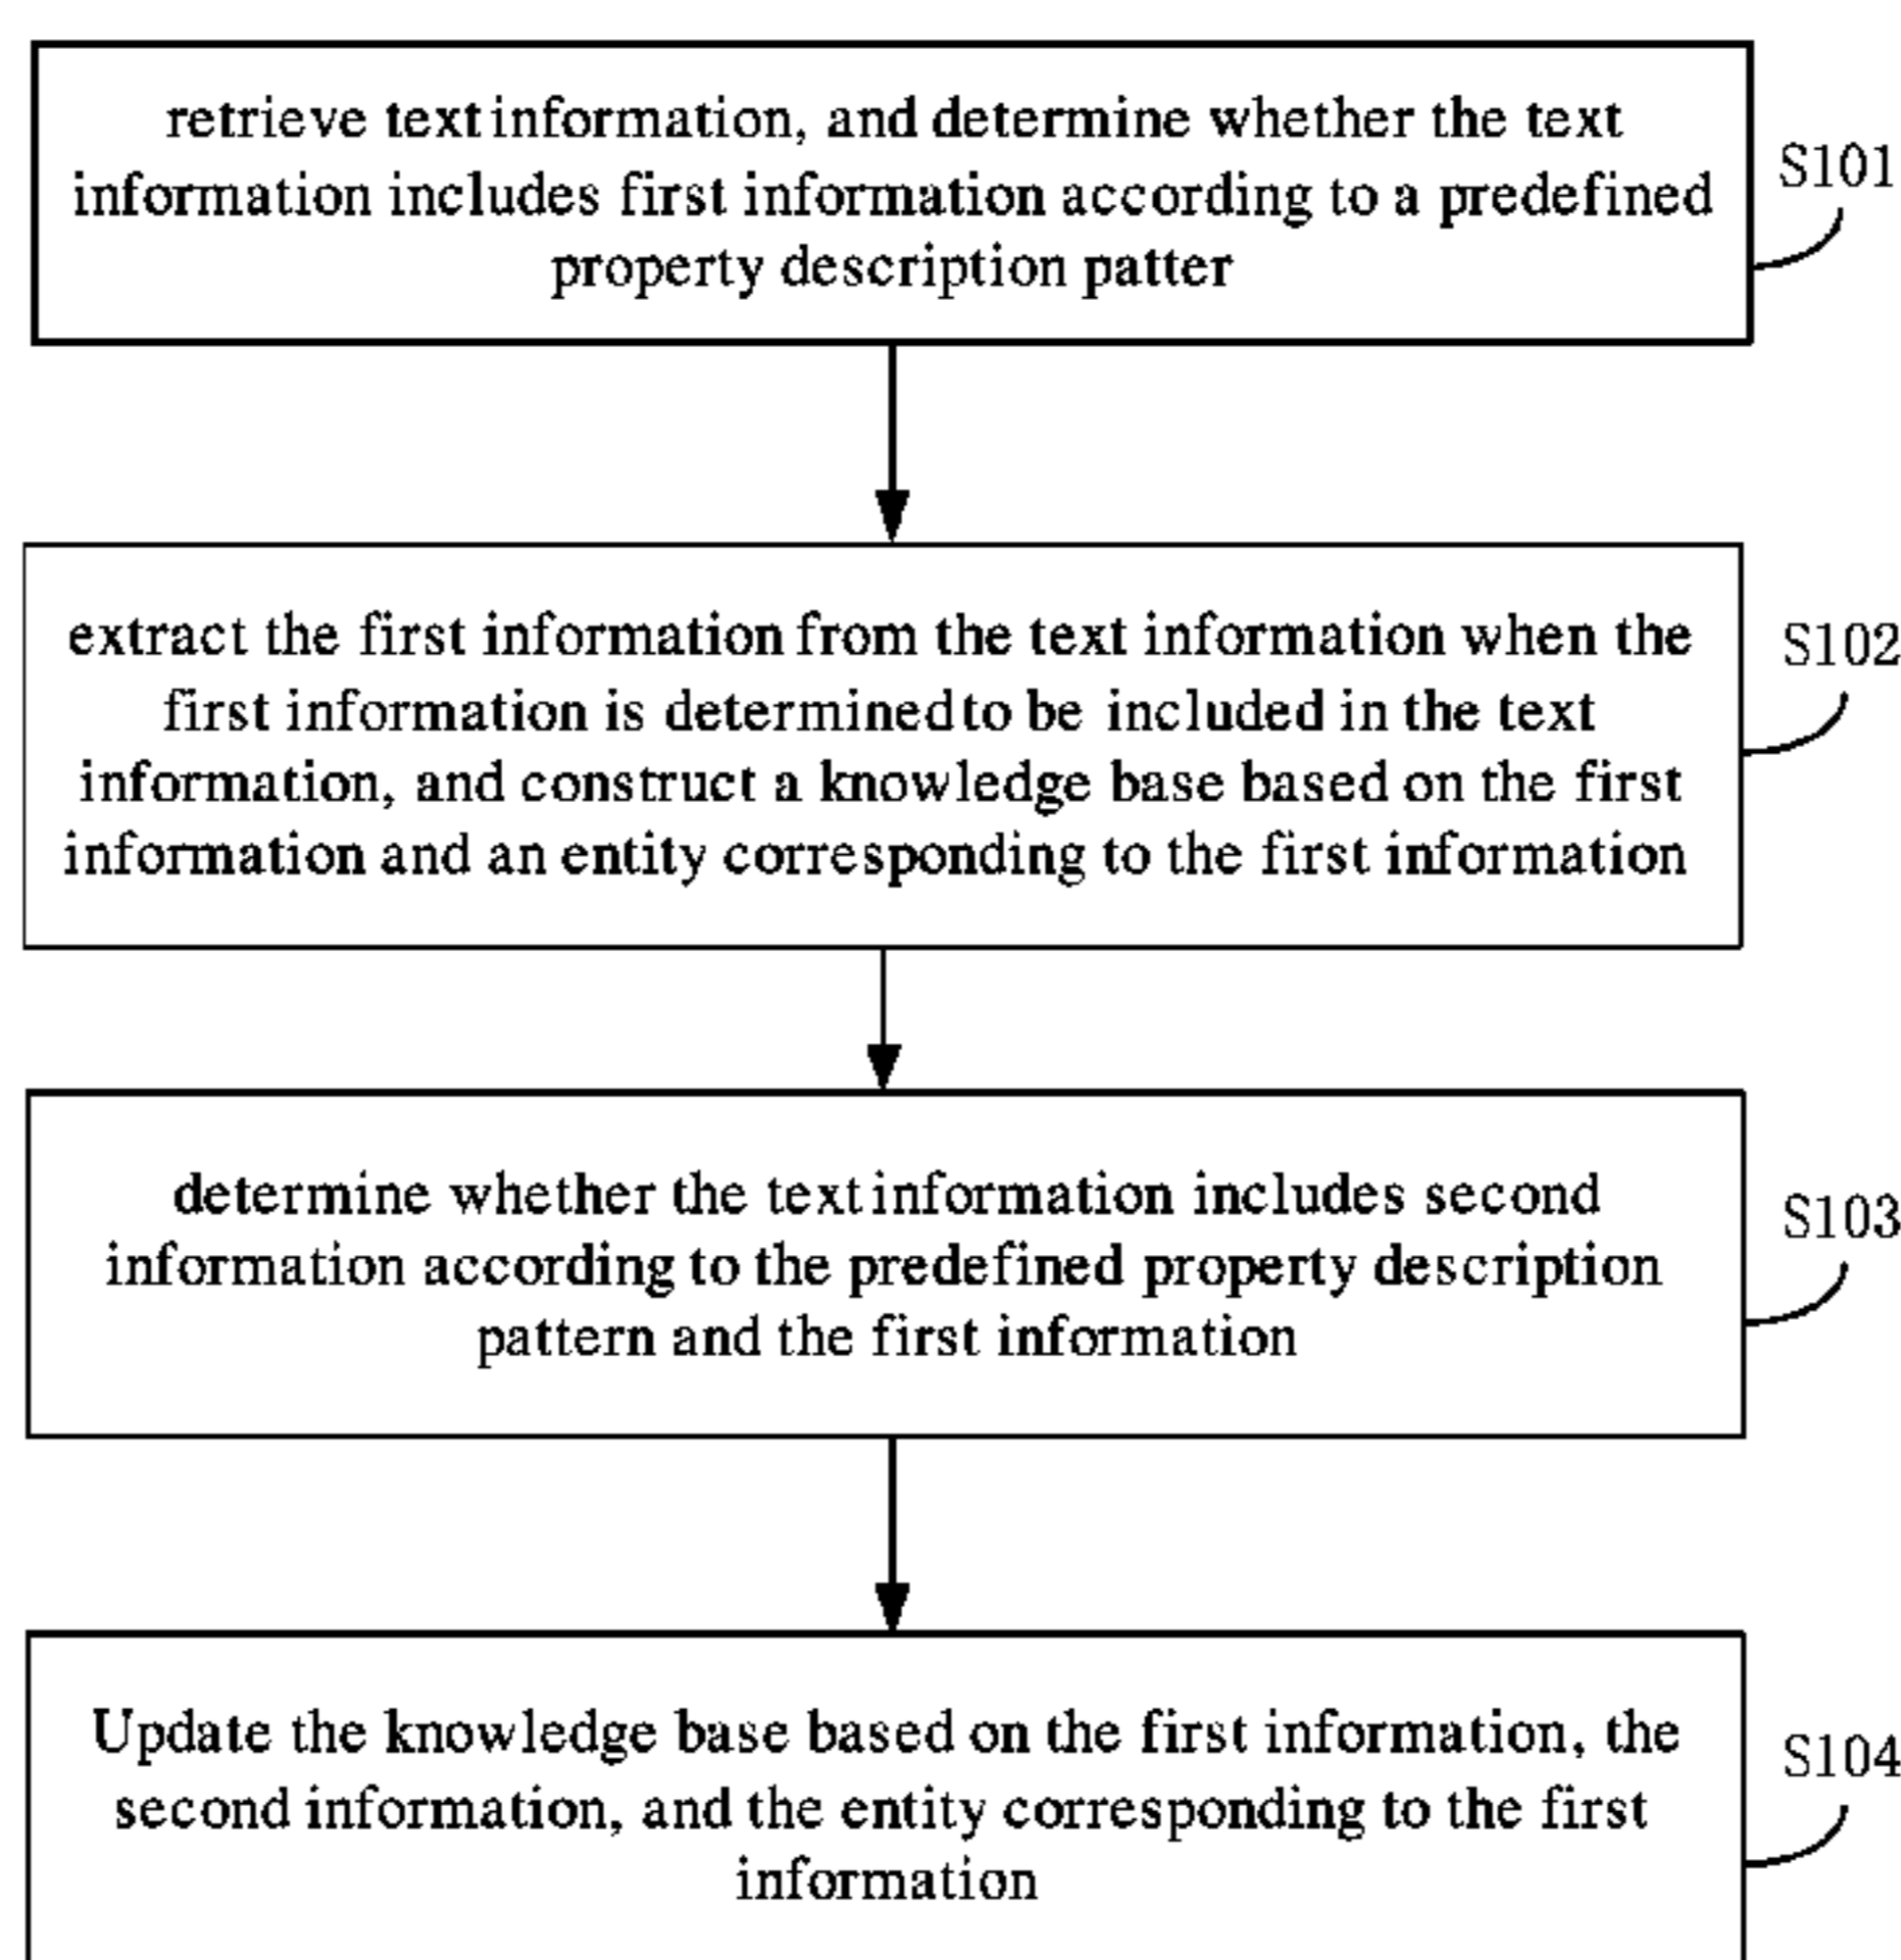 retrieve text information, and determine whether the text
information includes first information according to a predefined
property description patter
S101
extract the first information from the text information when the
first information is determined to be included in the text
information, and construct a knowledge base based on the first
information and an entity corresponding to the first information
S102
determine whether the text information includes second
information according to the predefined property description
pattern and the first information
S103
Update the knowledge base based on the first information, the
second information, and the entity corresponding to the first
information
S104